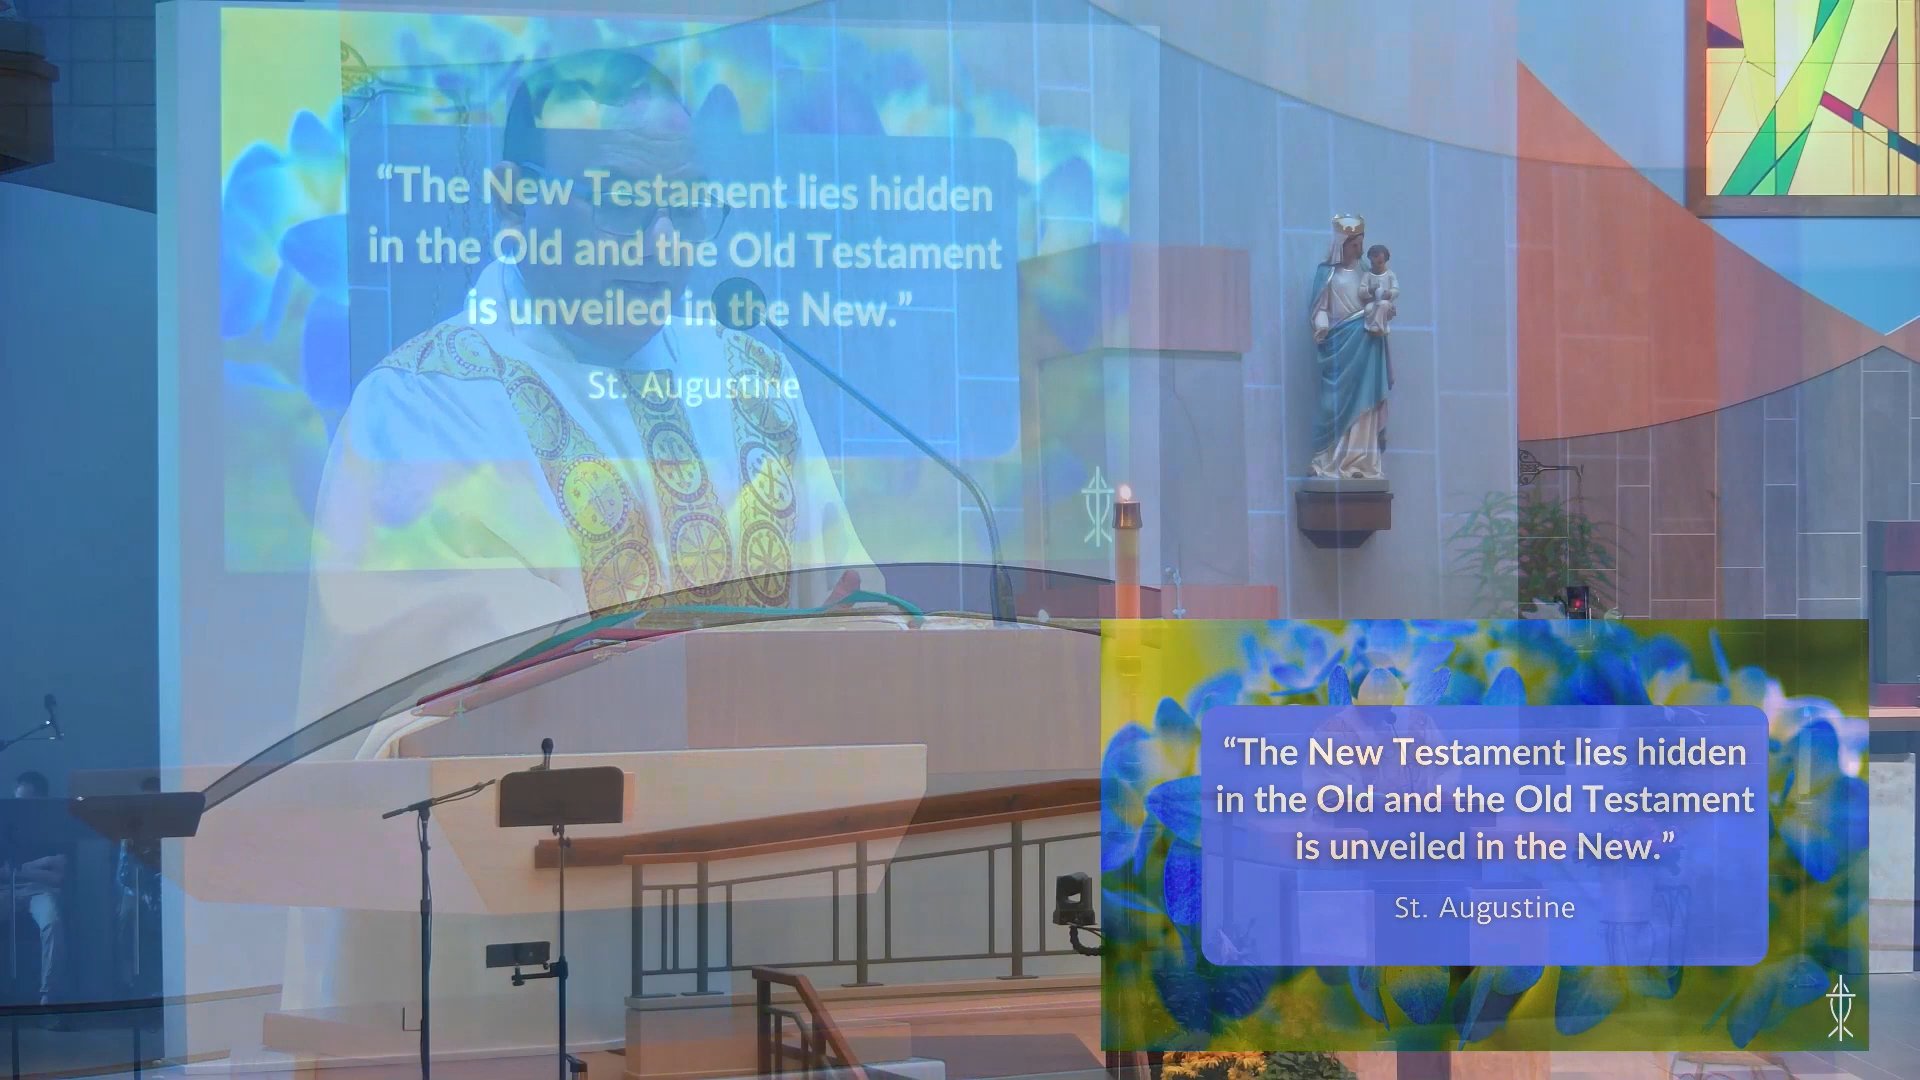 “The New Testament lies hidden
in the Old and the Old Testament
is unveiled in the New.”
St. Augustine
“The New Testament lies hidden
in the Old and the Old Testament
is unveiled in the New.”
St. Augustine